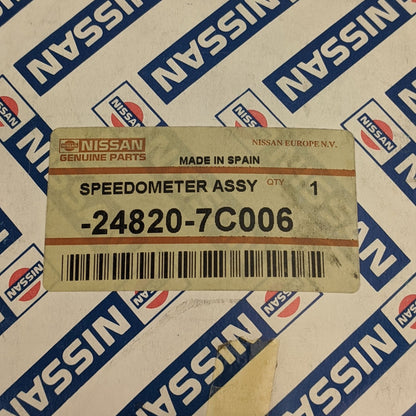 NISSAN
GENUINE PARTS
NISSAN EUROPE N.V.
MADE IN SPAIN
SPEEDOMETER ASSY QTY 1
-24820-7C006
NISSAN
NISSAN
NISSAN
NISSAN
NISSAN
NISSAN
NISSAN
NISSAN